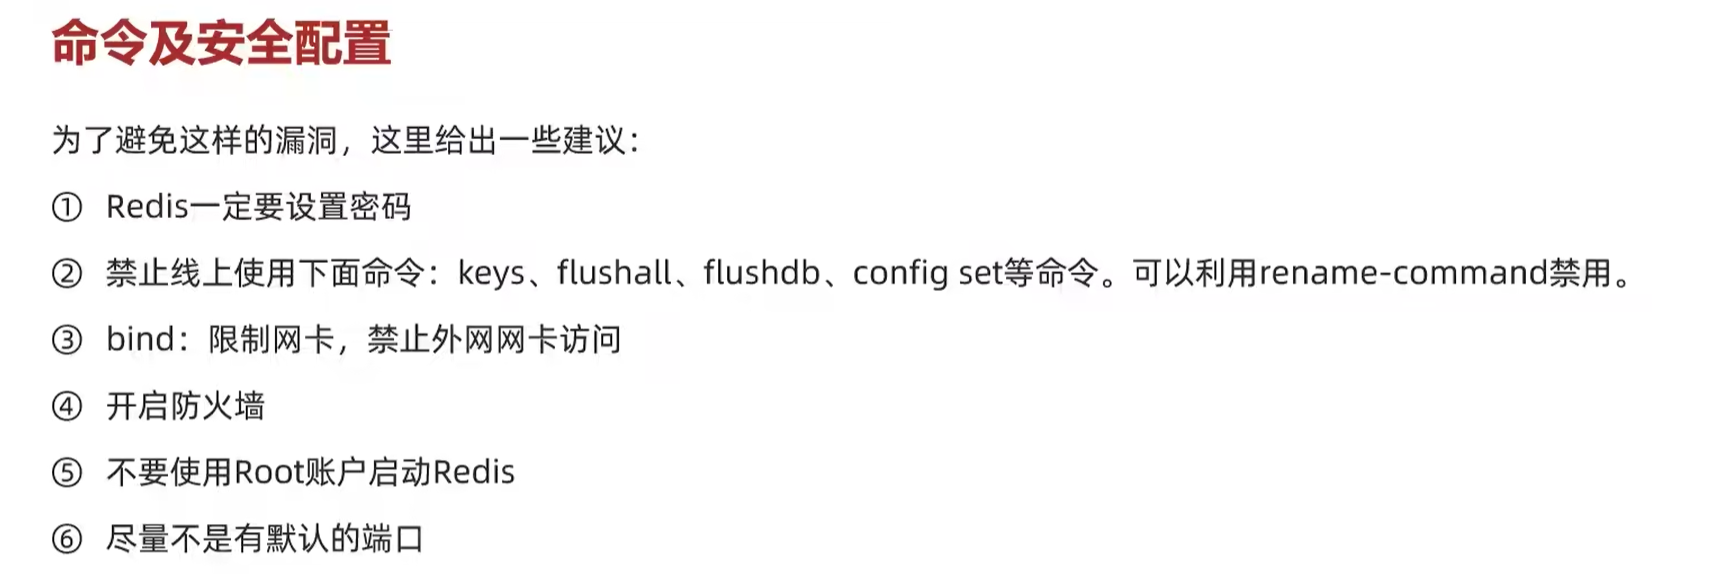 命令及安全配置
为了避免这样的漏洞，这里给出一些建议：
① Redis一定要设置密码
② 禁止线上使用下面命令：keys、flushall、flushdb、config set等命令。可以利用rename-command禁用。
③ bind：限制网卡，禁止外网网卡访问
④ 开启防火墙
⑤ 不要使用Root账户启动Redis
⑥ 尽量不是有默认的端口